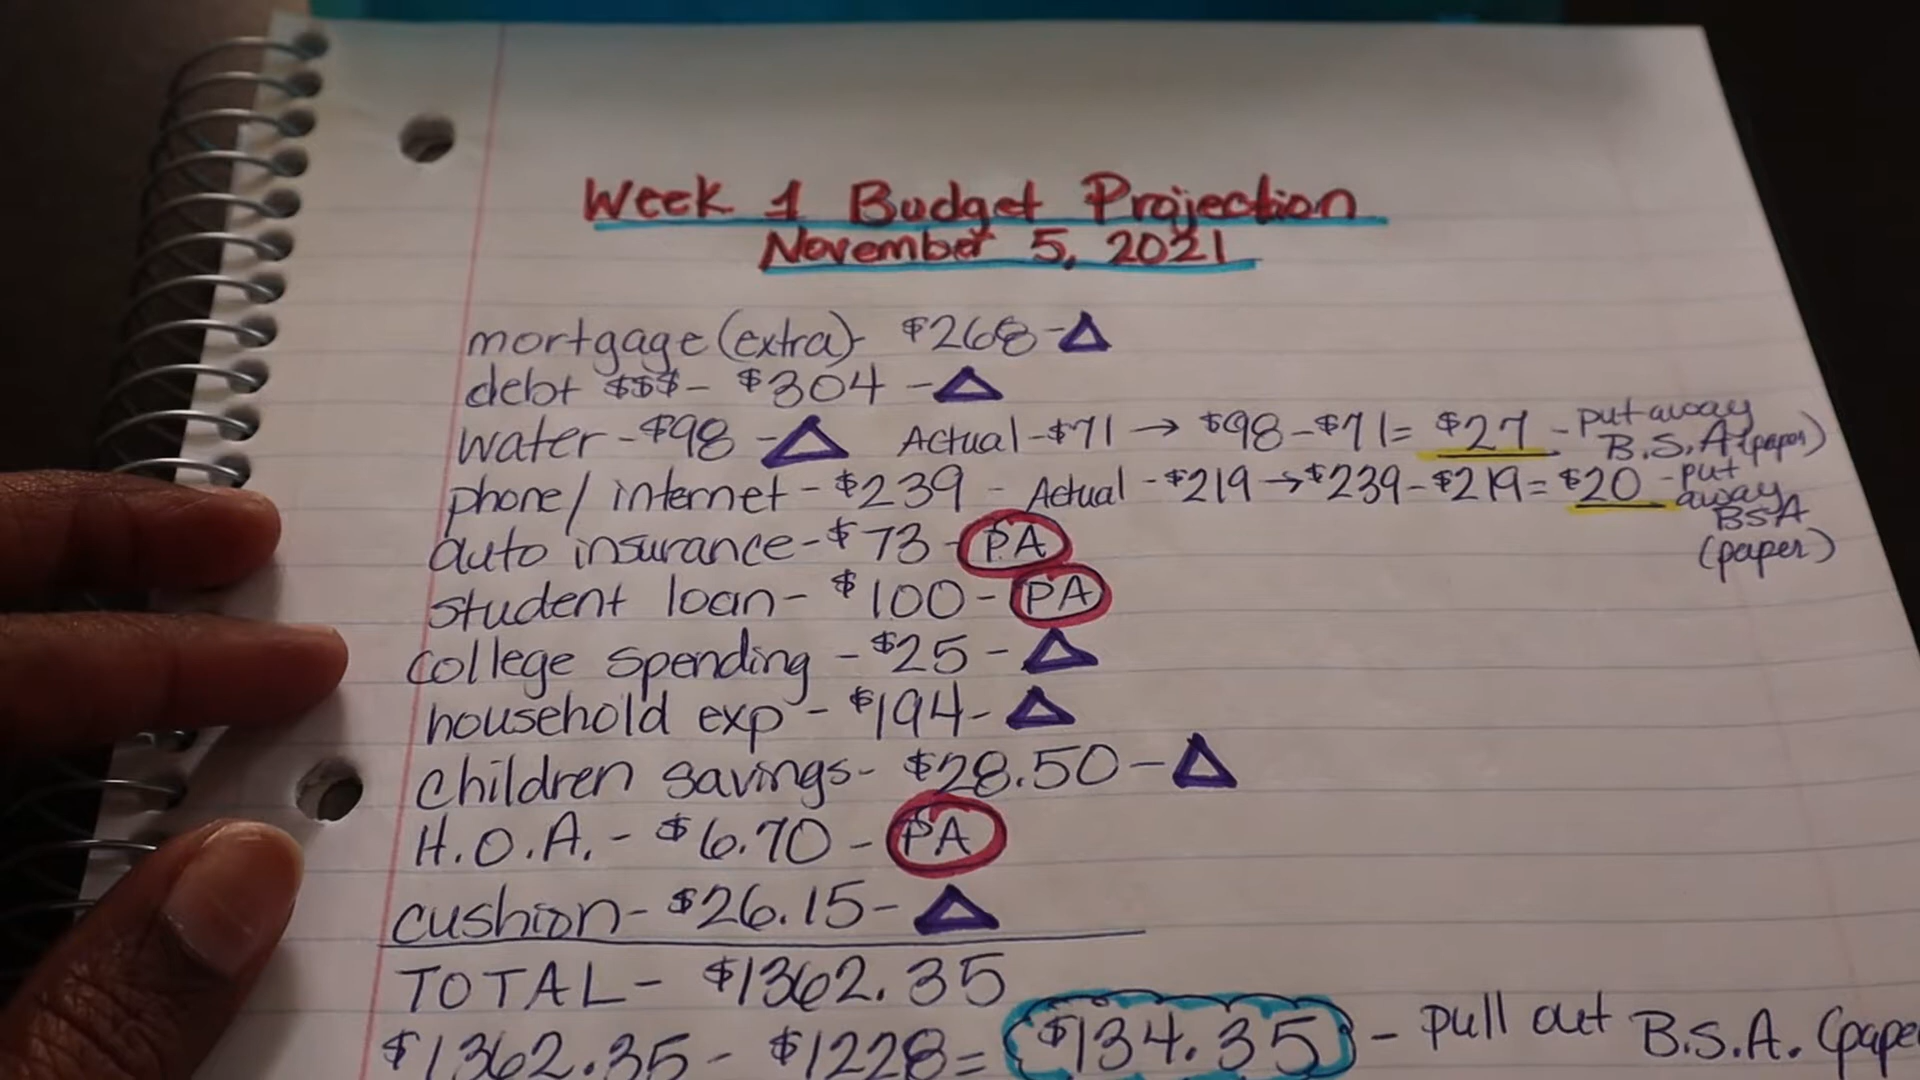 Week 1 Budget Projection
November 5, 2021
mortgage (extra) - $268 - △
debt $$$ - $304 - △
water - $98 - △ Actual - $71 → $98 - $71 = $27 - put away B.S.A (paper)
phone/internet - $239 - Actual - $219 → $239 - $219 = $20 - put away BSA (paper)
auto insurance - $73 - PA
student loan - $100 - PA
college spending - $25 - △
household exp - $194 - △
children savings - $28.50 - △
H.O.A. - $6.70 - PA
cushion - $26.15 - △
TOTAL - $1362.35
$1362.35 - $1228 = $134.35 - pull out B.S.A. (pape